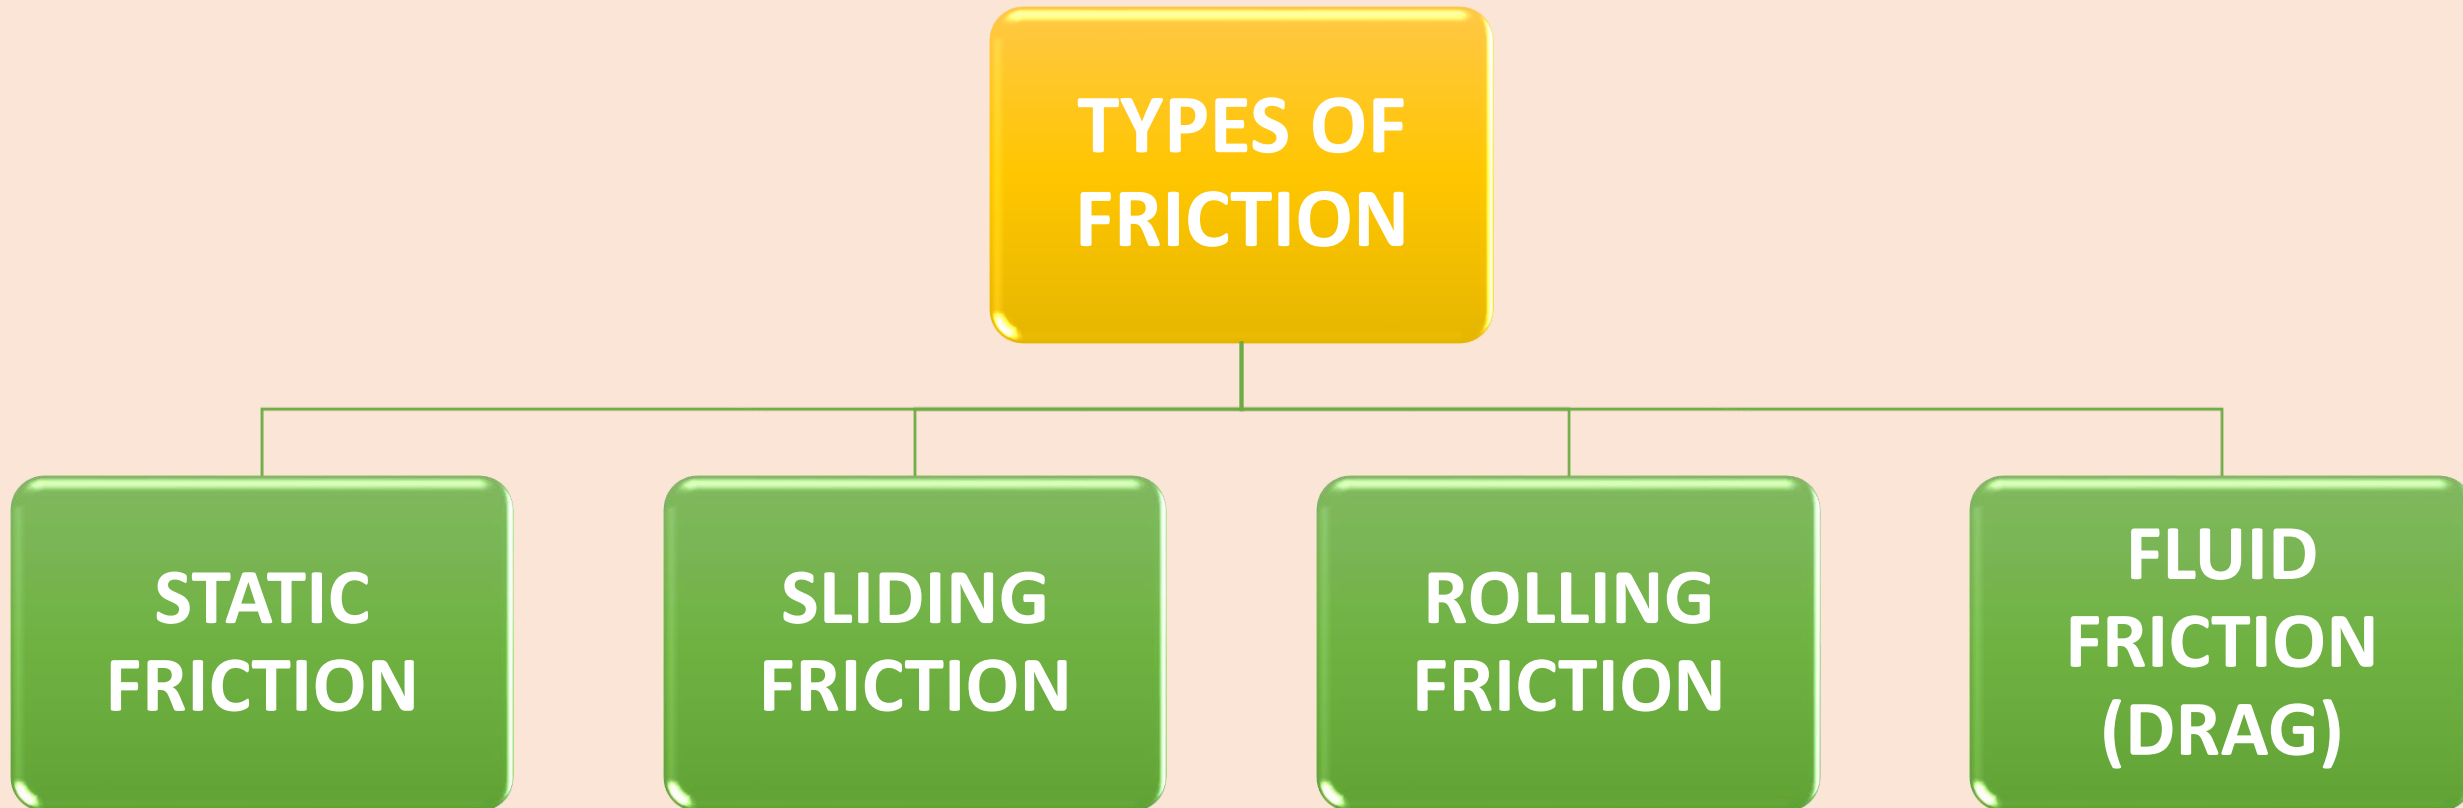 TYPES OF
FRICTION
STATIC
FRICTION
SLIDING
FRICTION
ROLLING
FRICTION
FLUID
FRICTION
(DRAG)